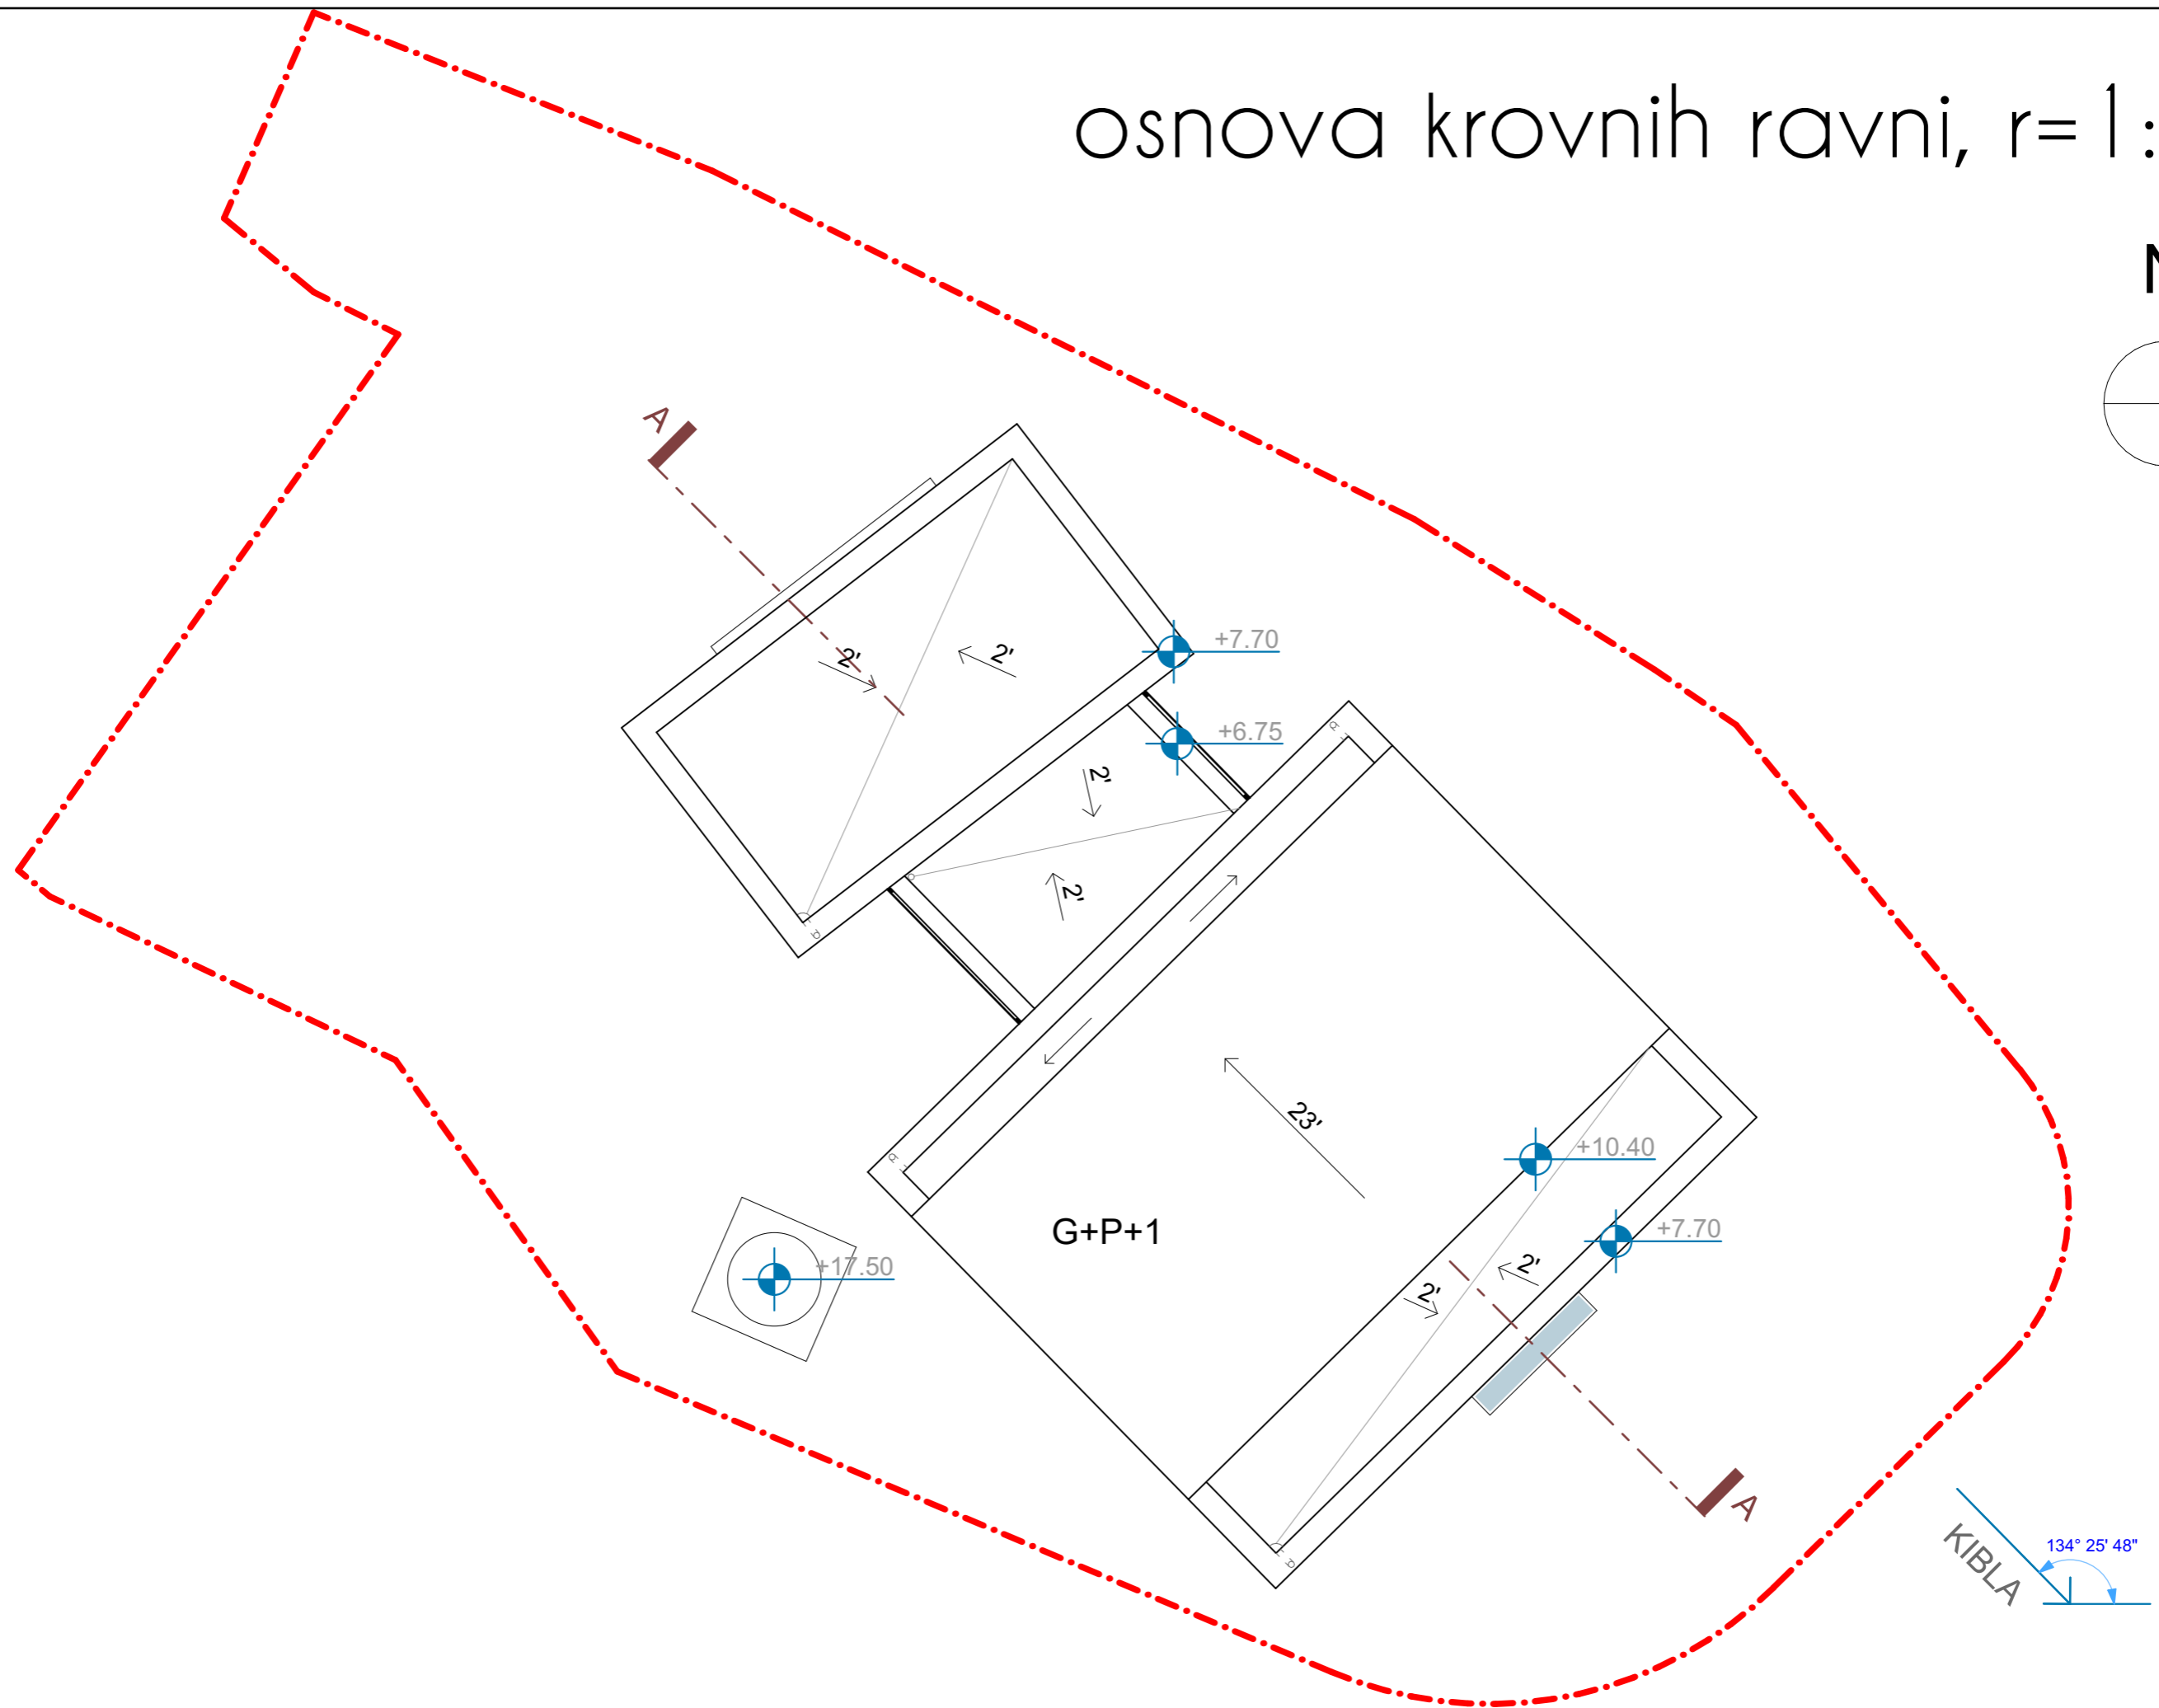 osnova krovnih ravni, r=1:
N
A
2'
2'
+7.70
+6.75
2'
2'
23'
+10.40
+7.70
G+P+1
+17.50
2'
2'
A
KIBLA
134° 25' 48"